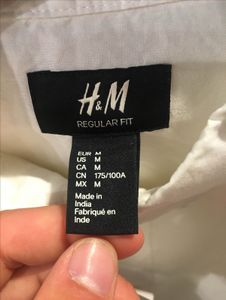 H&M
REGULAR FIT
EUR M
US M
CA M
CN 175/100A
MX M
Made in
India
Fabriqué en
Inde